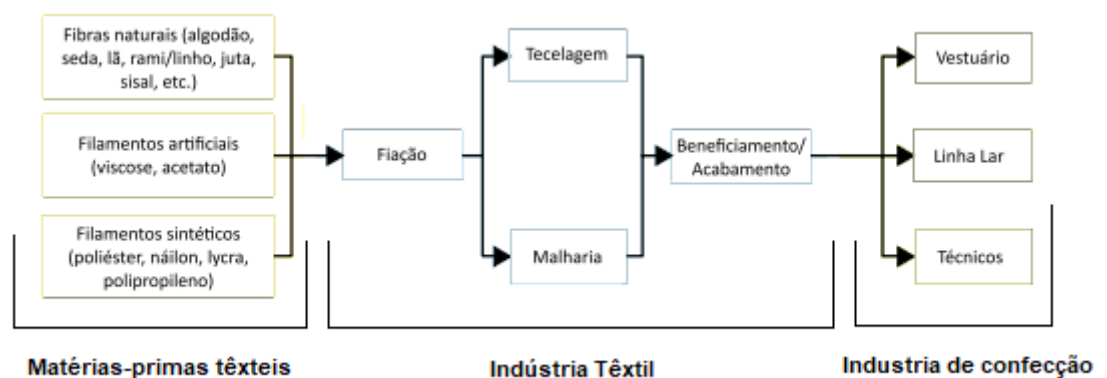 Fibras naturais (algodão,
seda, lã, rami/linho, juta,
sisal, etc.)
Filamentos artificiais
(viscose, acetato)
Filamentos sintéticos
(poliéster, náilon, lycra,
polipropileno)
Fiação
Tecelagem
Malharia
Beneficiamento/
Acabamento
Vestuário
Linha Lar
Técnicos
Matérias-primas têxteis
Indústria Têxtil
Industria de confecção